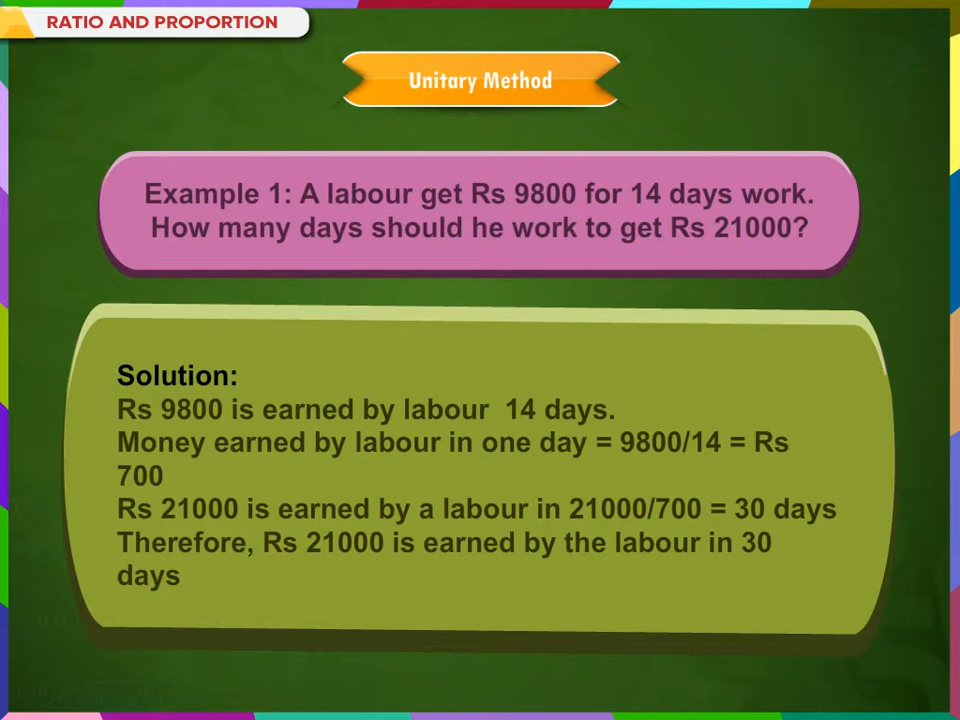 RATIO AND PROPORTION
Unitary Method
Example 1: A labour get Rs 9800 for 14 days work.
How many days should he work to get Rs 21000?
Solution:
Rs 9800 is earned by labour  14 days.
Money earned by labour in one day = 9800/14 = Rs
700
Rs 21000 is earned by a labour in 21000/700 = 30 days
Therefore, Rs 21000 is earned by the labour in 30
days